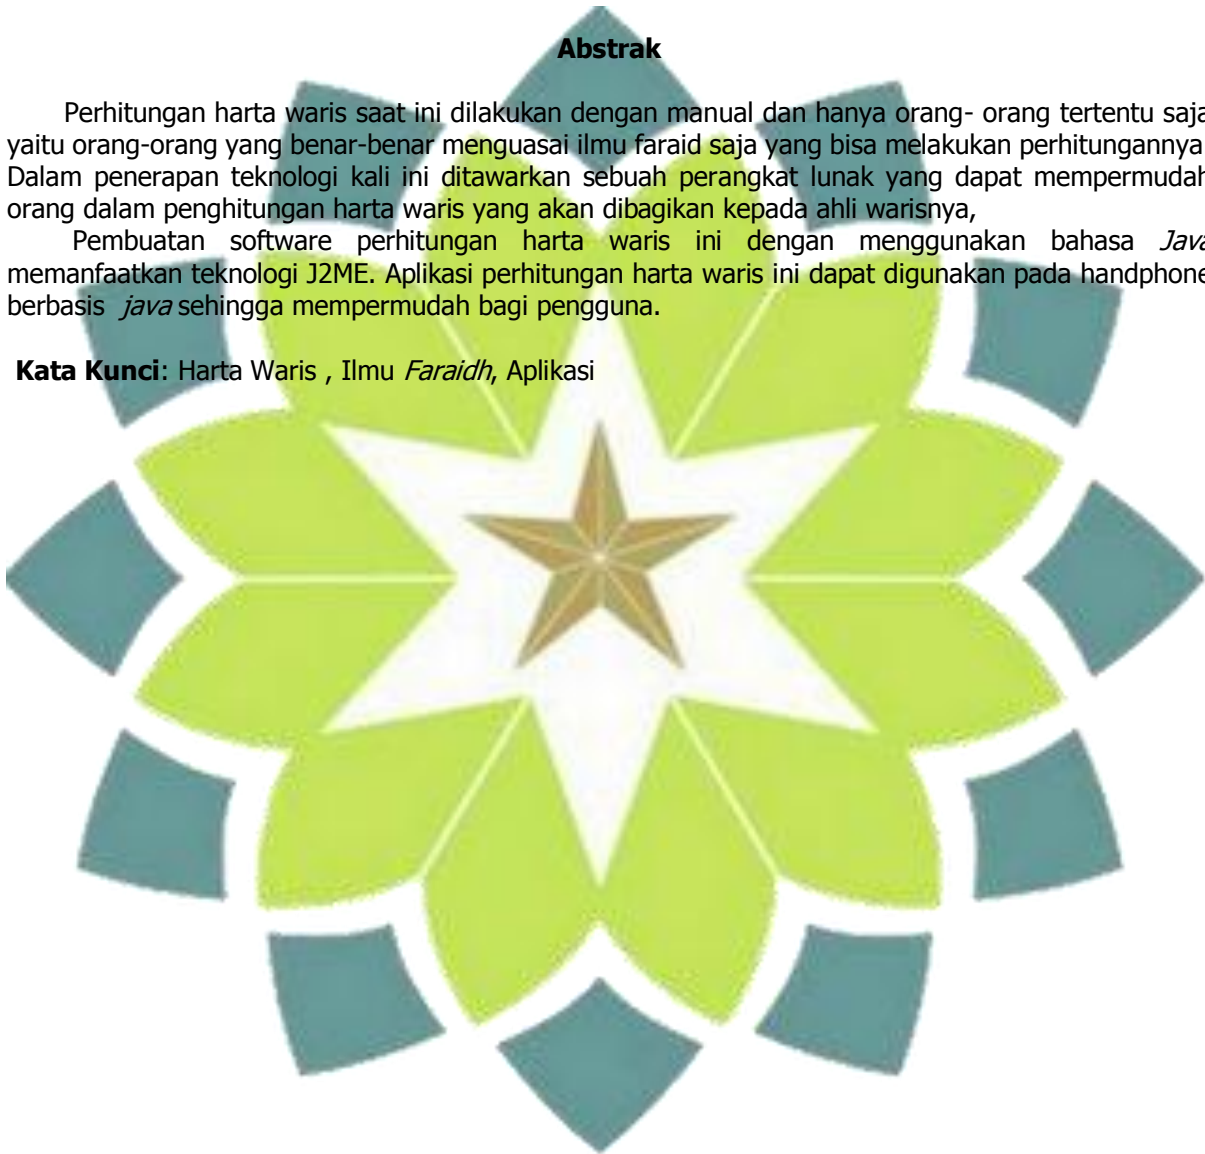 Abstrak
Perhitungan harta waris saat ini dilakukan dengan manual dan hanya orang- orang tertentu saja
yaitu orang-orang yang benar-benar menguasai ilmu faraid saja yang bisa melakukan perhitungannya
Dalam penerapan teknologi kali ini ditawarkan sebuah perangkat lunak yang dapat mempermudah
orang dalam penghitungan harta waris yang akan dibagikan kepada ahli warisnya,
Pembuatan software perhitungan harta waris ini dengan menggunakan bahasa Java
memanfaatkan teknologi J2ME. Aplikasi perhitungan harta waris ini dapat digunakan pada handphone
berbasis java sehingga mempermudah bagi pengguna.
Kata Kunci: Harta Waris , Ilmu Faraidh, Aplikasi